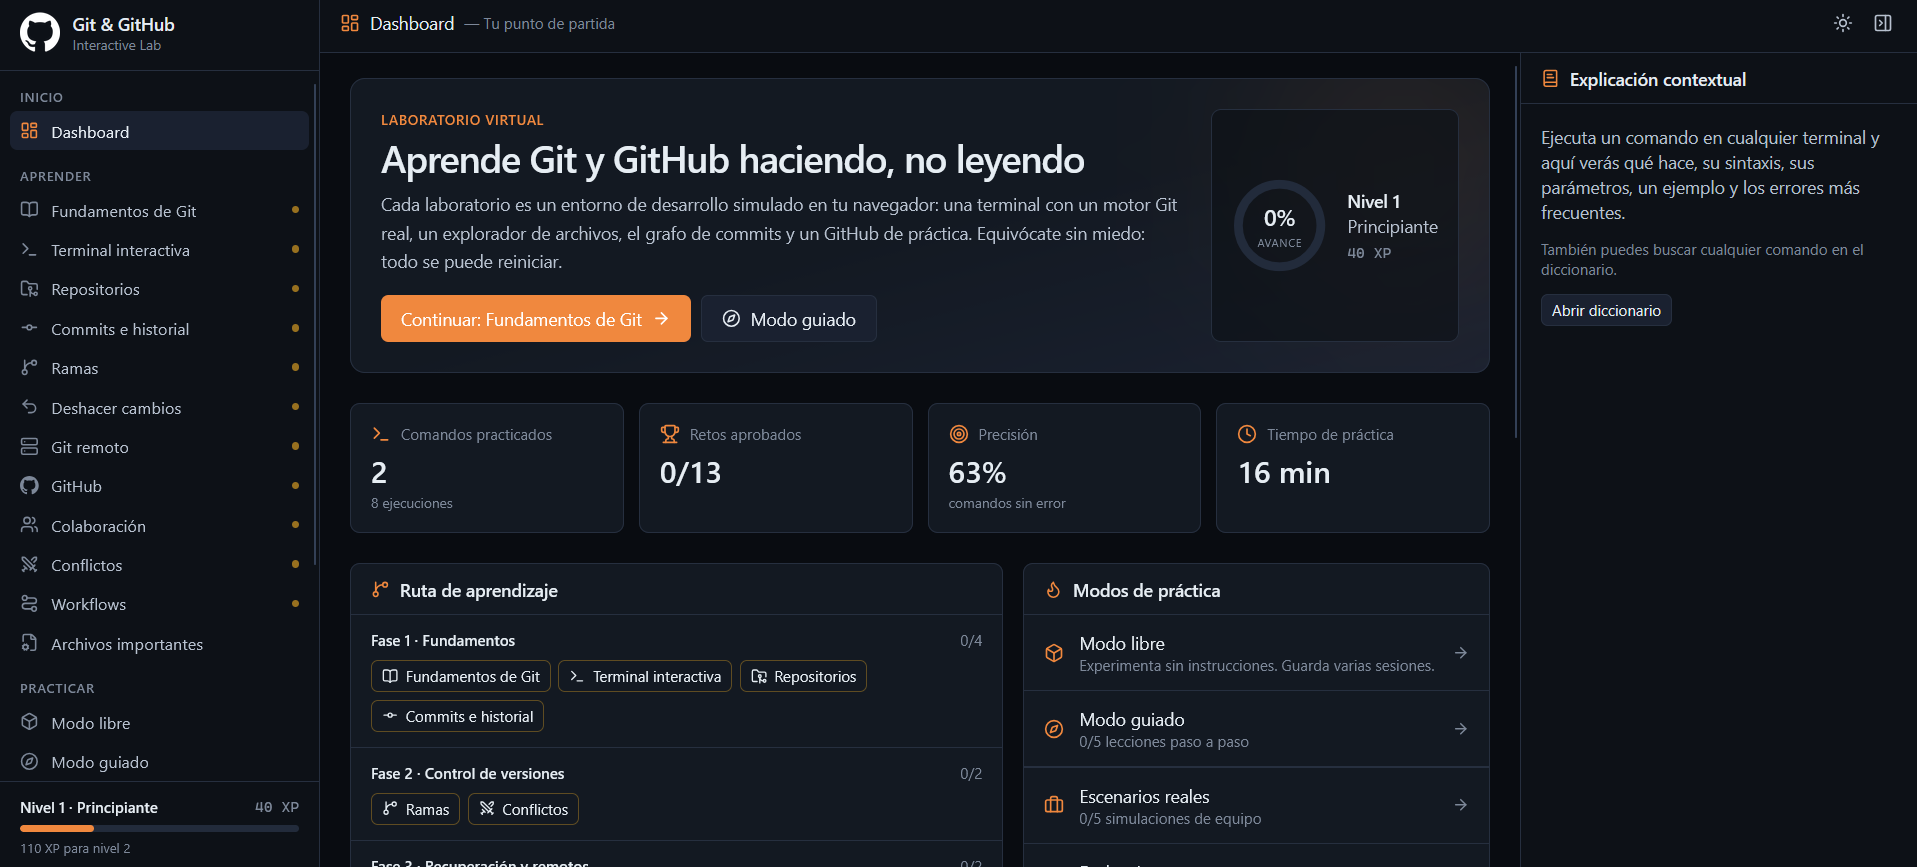 Git & GitHub
Interactive Lab
INICIO
Dashboard
APRENDER
Fundamentos de Git
Terminal interactiva
Repositorios
Commits e historial
Ramas
Deshacer cambios
Git remoto
GitHub
Colaboración
Conflictos
Workflows
Archivos importantes
PRACTICAR
Modo libre
Modo guiado
Nivel 1 · Principiante 40 XP
110 XP para nivel 2
Dashboard — Tu punto de partida
LABORATORIO VIRTUAL
Aprende Git y GitHub haciendo, no leyendo
Cada laboratorio es un entorno de desarrollo simulado en tu navegador: una terminal con un motor Git
real, un explorador de archivos, el grafo de commits y un GitHub de práctica. Equivócate sin miedo:
todo se puede reiniciar.
Continuar: Fundamentos de Git
Modo guiado
0%
AVANCE
Nivel 1
Principiante
40 XP
Comandos practicados
2
8 ejecuciones
Retos aprobados
0/13
Precisión
63%
comandos sin error
Tiempo de práctica
16 min
Ruta de aprendizaje
Fase 1 · Fundamentos 0/4
Fundamentos de Git
Terminal interactiva
Repositorios
Commits e historial
Fase 2 · Control de versiones 0/2
Ramas
Conflictos
Fase 3 · Recuperación y remotos 0/2
Modos de práctica
Modo libre
Experimenta sin instrucciones. Guarda varias sesiones.
Modo guiado
0/5 lecciones paso a paso
Escenarios reales
0/5 simulaciones de equipo
Explicación contextual
Ejecuta un comando en cualquier terminal y
aquí verás qué hace, su sintaxis, sus
parámetros, un ejemplo y los errores más
frecuentes.
También puedes buscar cualquier comando en el
diccionario.
Abrir diccionario